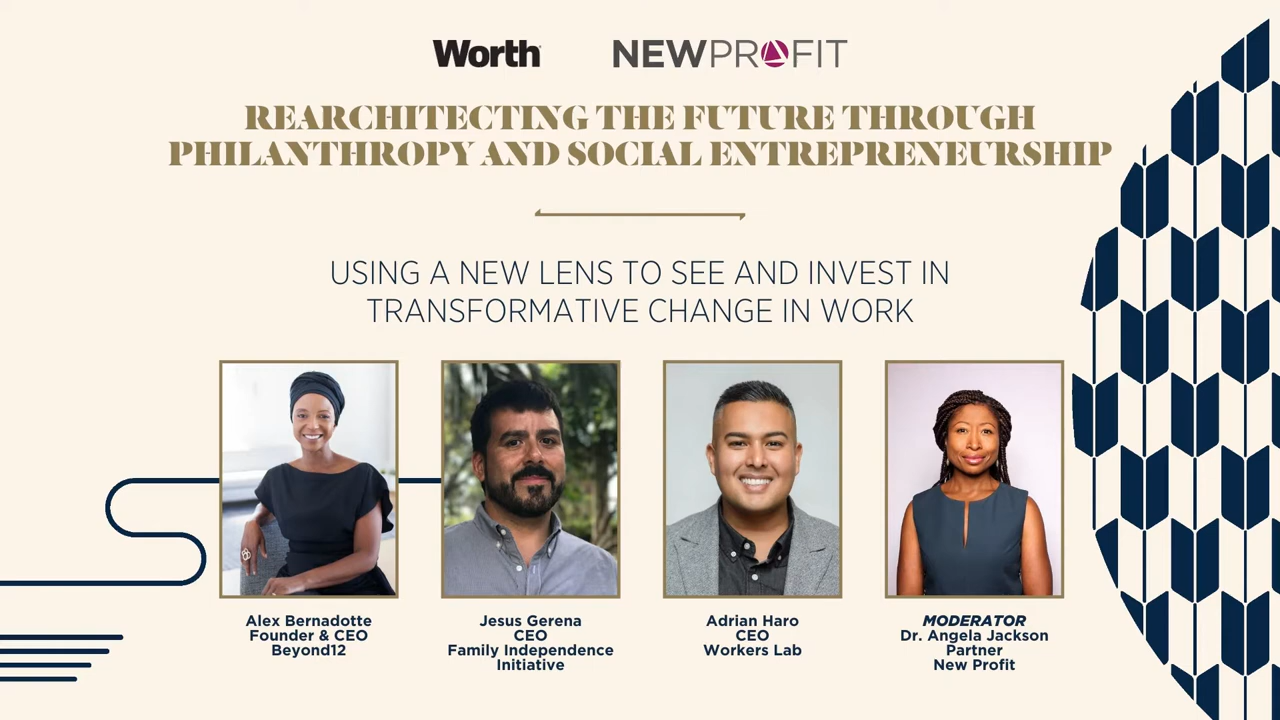 Worth
NEWPROFIT
REARCHITECTING THE FUTURE THROUGH
PHILANTHROPY AND SOCIAL ENTREPRENEURSHIP
USING A NEW LENS TO SEE AND INVEST IN
TRANSFORMATIVE CHANGE IN WORK
Alex Bernadotte
Founder & CEO
Beyond12
Jesus Gerena
CEO
Family Independence
Initiative
Adrian Haro
CEO
Workers Lab
MODERATOR
Dr. Angela Jackson
Partner
New Profit